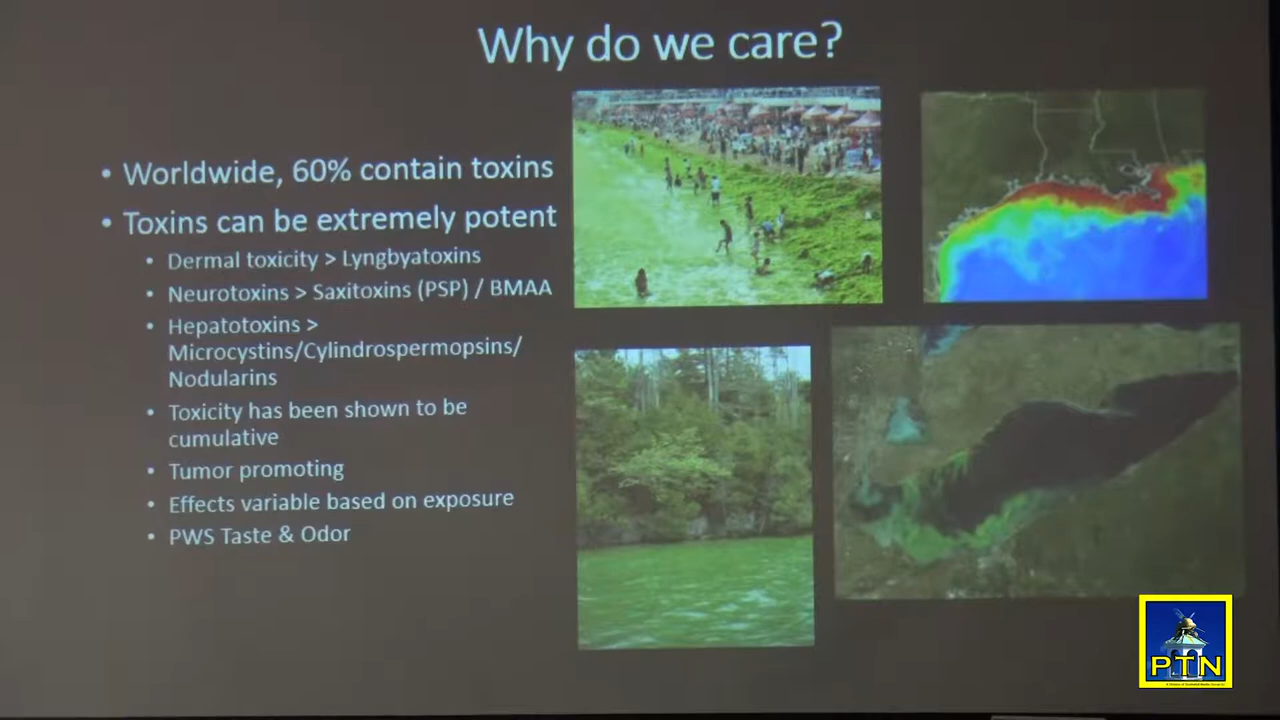 Why do we care?
• Worldwide, 60% contain toxins
• Toxins can be extremely potent
• Dermal toxicity > Lyngbyatoxins
• Neurotoxins > Saxitoxins (PSP) / BMAA
• Hepatotoxins >
Microcystins/Cylindrospermopsins/
Nodularins
• Toxicity has been shown to be
cumulative
• Tumor promoting
• Effects variable based on exposure
• PWS Taste & Odor
PTN